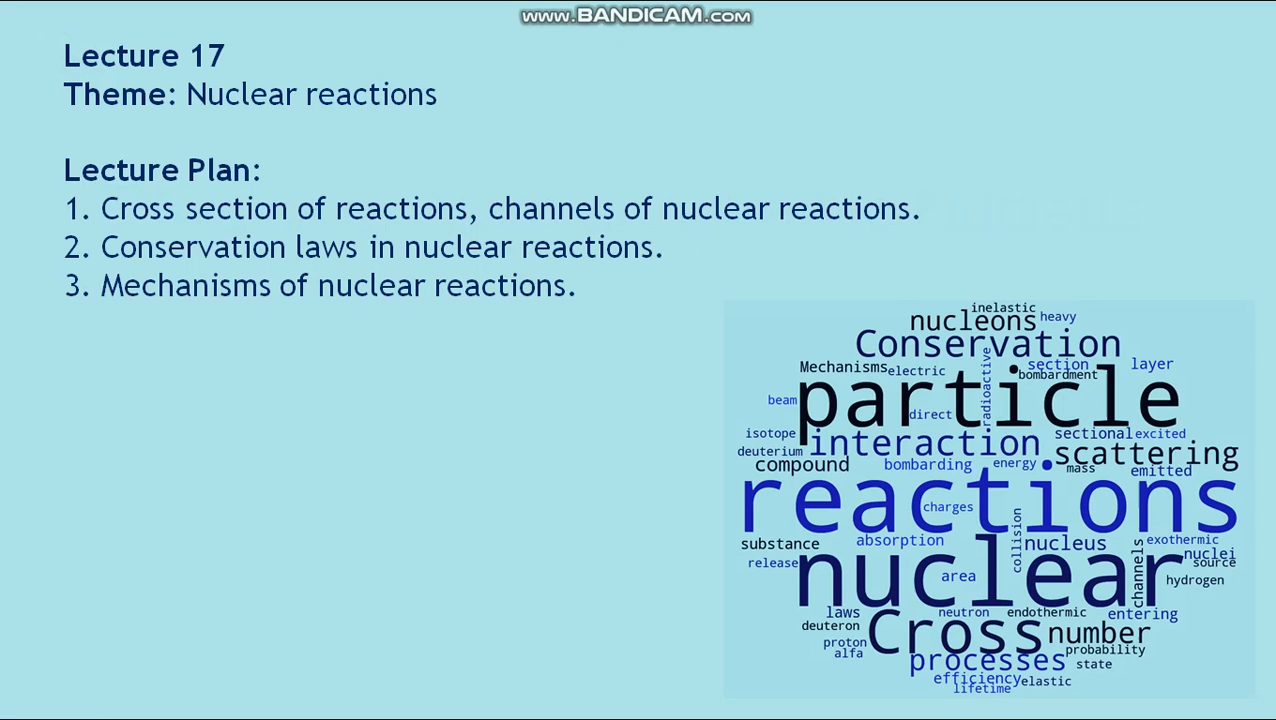 www.BANDICAM.com
Lecture 17
Theme: Nuclear reactions
Lecture Plan:
1. Cross section of reactions, channels of nuclear reactions.
2. Conservation laws in nuclear reactions.
3. Mechanisms of nuclear reactions.
inelastic
nucleons heavy
Conservation
Mechanisms electric radioactive section layer
bombardment
particle
beam
direct
isotope interaction sectional excited
deuterium scattering
compound bombarding energy mass emitted
reactions
charges
substance absorption collision nucleus channels exothermic
release nuclei
source
nuclear
area hydrogen
laws neutron endothermic entering
deuteron Cross number
proton probability
alfa processes state
efficiency elastic
lifetime